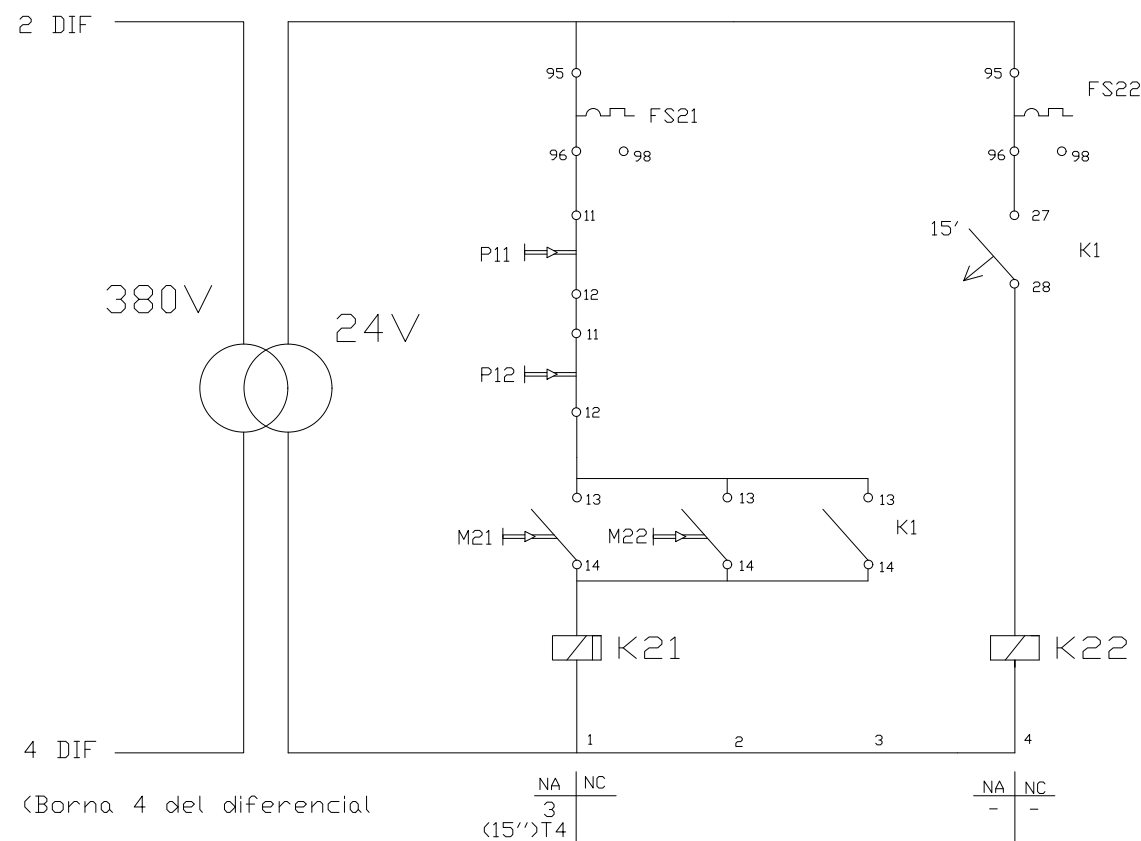 2 DIF
95
FS21
96
98
95
FS22
96
98
11
P11
12
11
P12
12
15′
27
K1
28
380V
24V
13
13
13
M21
M22
K1
14
14
14
K21
K22
4 DIF
1
2
3
4
(Borna 4 del diferencial
NA NC
3
(15′′)T4
NA NC
- -